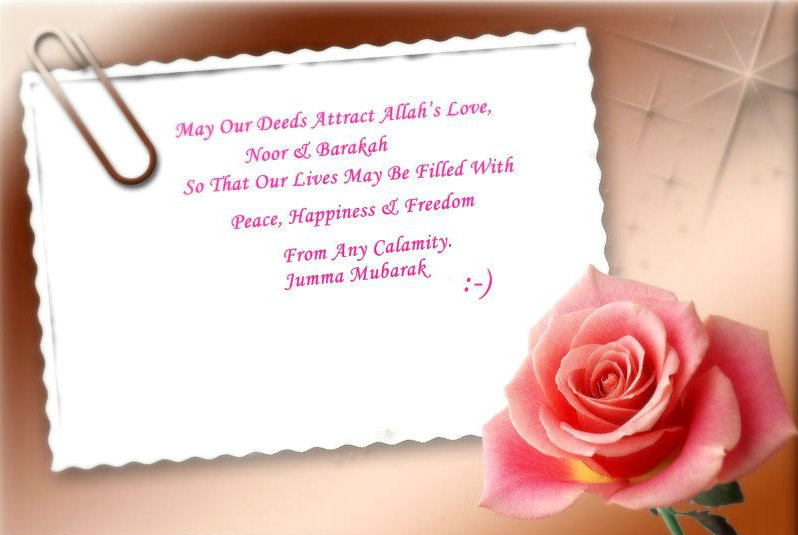 May Our Deeds Attract Allah's Love,
Noor & Barakah
So That Our Lives May Be Filled With
Peace, Happiness & Freedom
From Any Calamity.
Jumma Mubarak
:-)